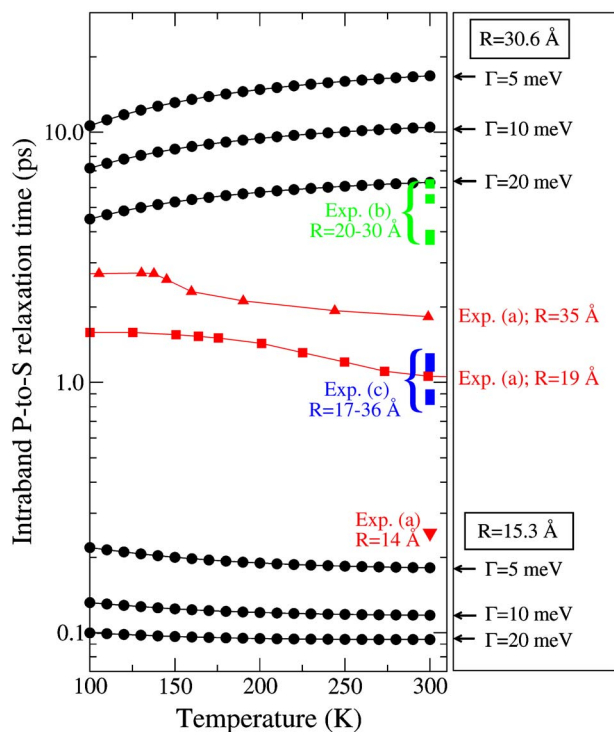 R=30.6 Å
Γ=5 meV
10.0
Γ=10 meV
Γ=20 meV
Exp. (b)
R=20-30 Å
Exp. (a); R=35 Å
1.0
Exp. (a); R=19 Å
Exp. (c)
R=17-36 Å
Exp. (a)
R=14 Å
R=15.3 Å
Γ=5 meV
Γ=10 meV
0.1
Γ=20 meV
100 150 200 250 300
Temperature (K)
Intraband P-to-S relaxation time (ps)